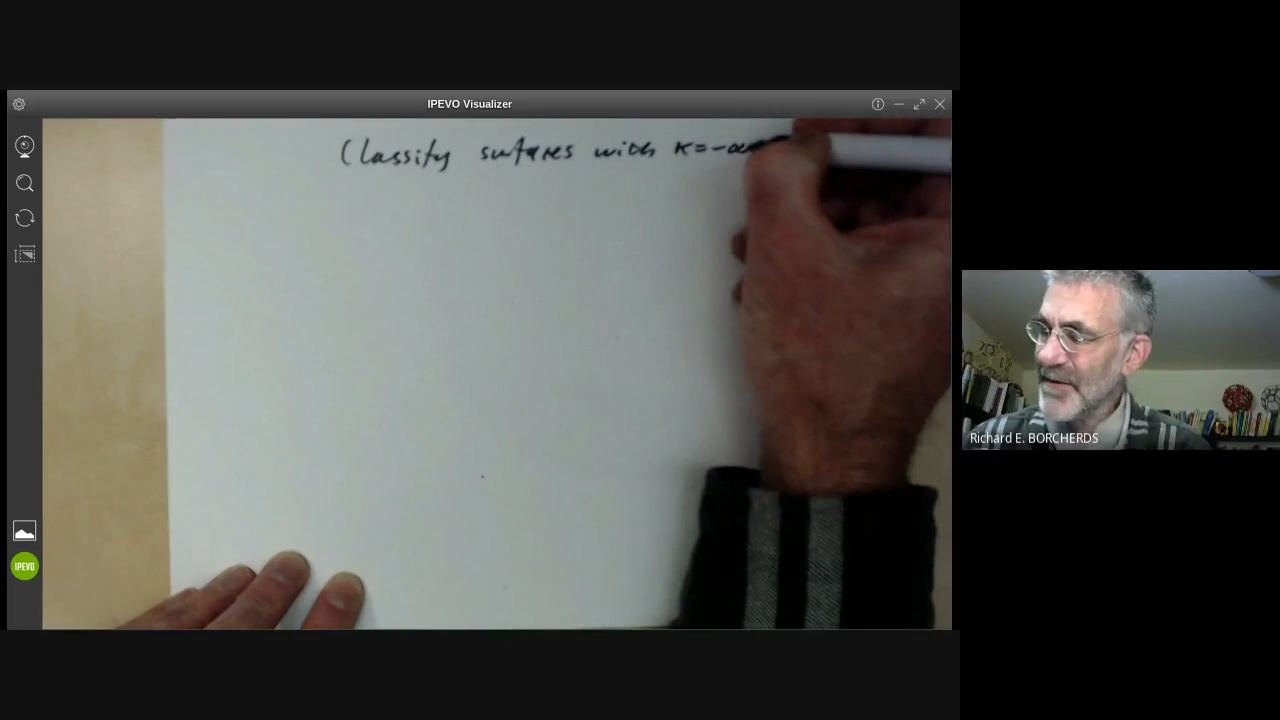 IPEVO Visualizer
Classify surfaces with κ=-∞
IPEVO
Richard E. BORCHERDS